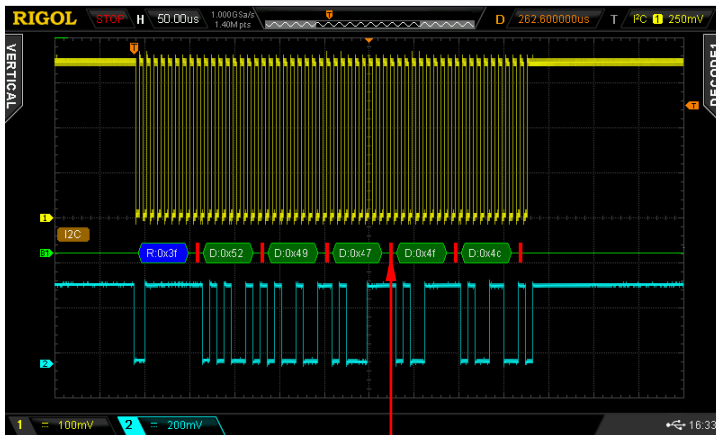 RIGOL STOP H 50.00us 1.000GSa/s D 262.600000us T I²C 1 250mV
1.40M pts
VERTICAL
DECODE1
T
T
1
I2C
B1 R:0x3f D:0x52 D:0x49 D:0x47 D:0x4f D:0x4c
2
1 = 100mV 2 = 200mV 16:33